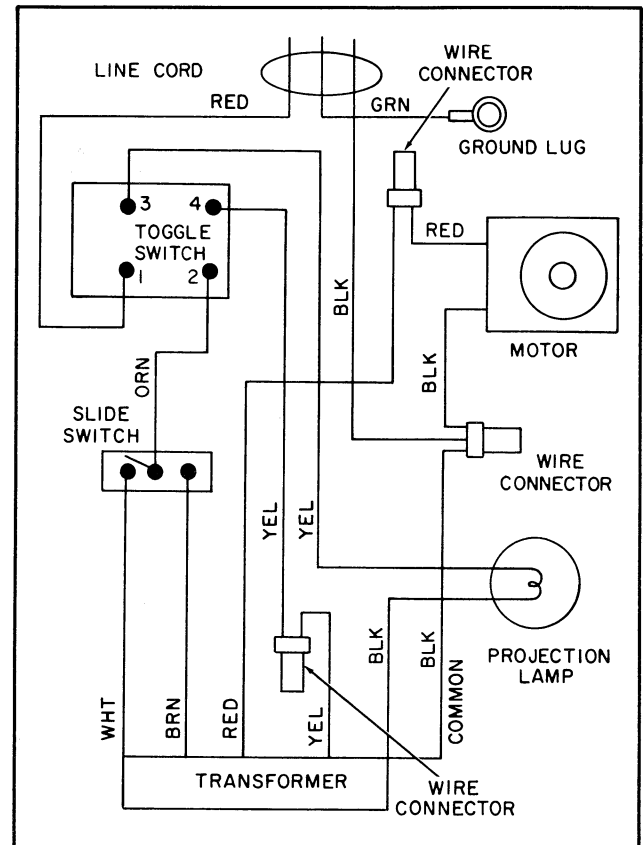 LINE CORD
WIRE
CONNECTOR
RED
GRN
GROUND LUG
3
4
TOGGLE
SWITCH
1
2
RED
BLK
MOTOR
ORN
BLK
SLIDE
SWITCH
WIRE
CONNECTOR
YEL
YEL
PROJECTION
LAMP
WHT
BRN
RED
YEL
BLK
BLK
COMMON
TRANSFORMER
WIRE
CONNECTOR